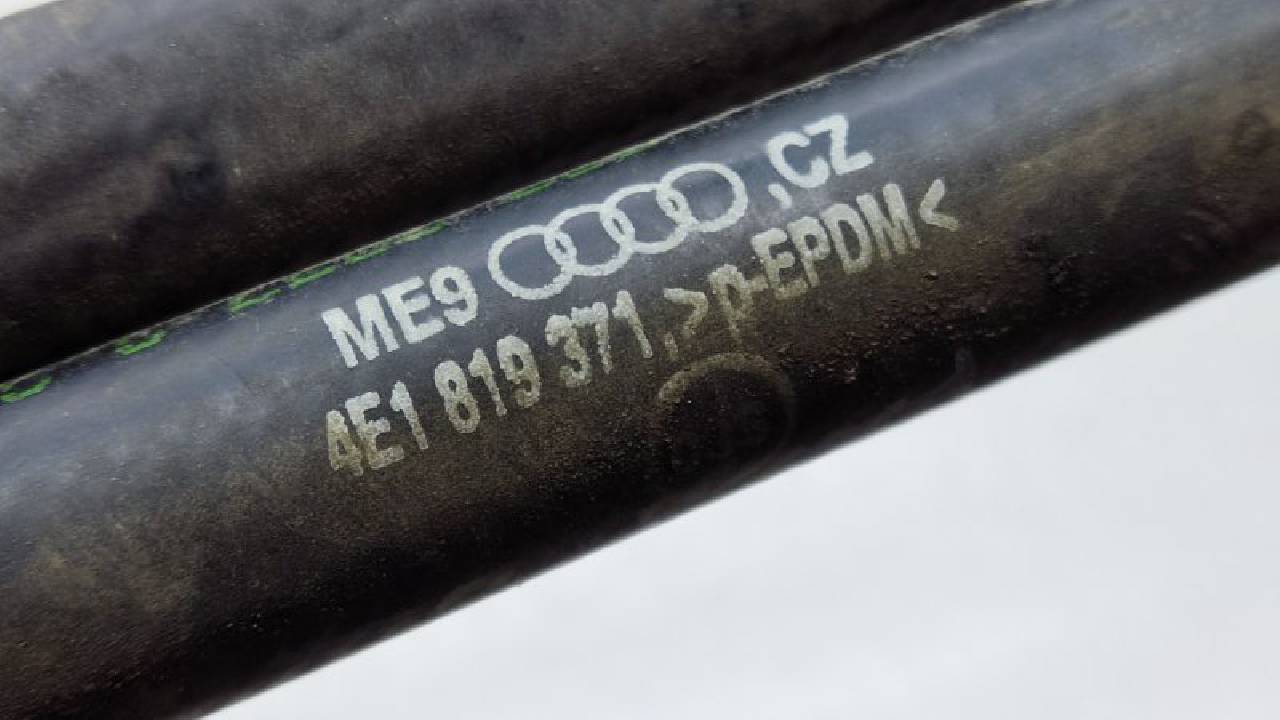 ME9 ,CZ
4E1 819 371 ,>p-EPDM<